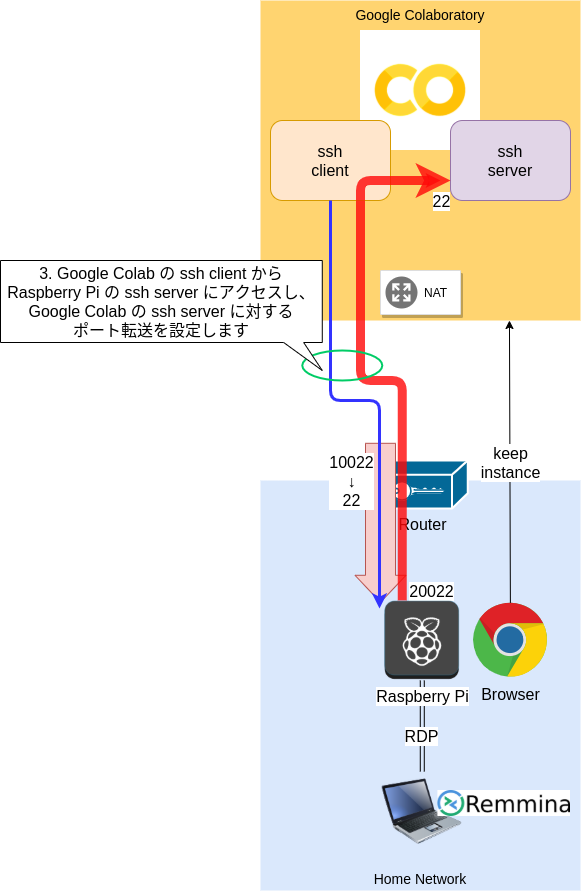 Google Colaboratory
ssh
client
ssh
server
22
3. Google Colab の ssh client から
Raspberry Pi の ssh server にアクセスし、
Google Colab の ssh server に対する
ポート転送を設定します
NAT
keep
instance
10022
↓
22
Router
20022
Raspberry Pi
Browser
RDP
Remmina
Home Network